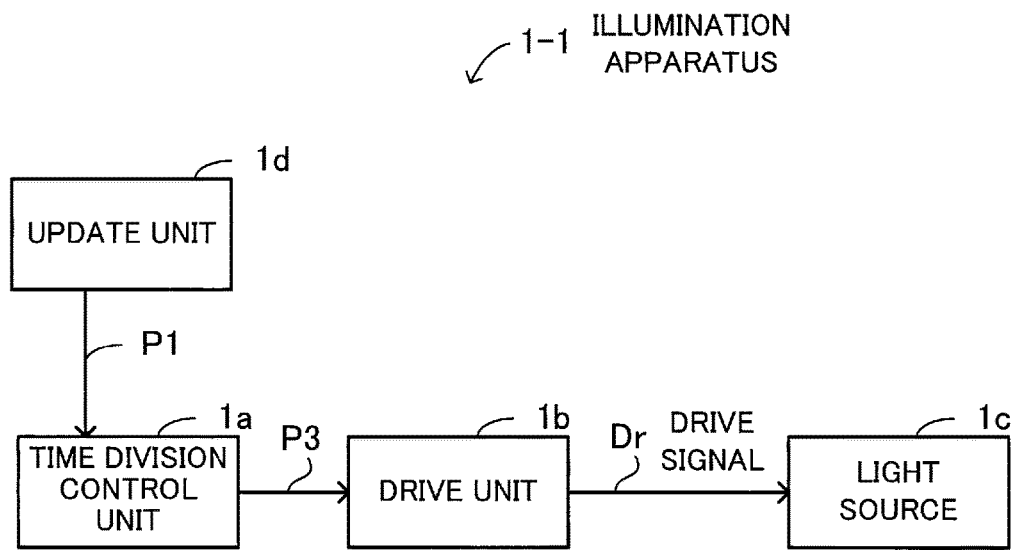 1-1 ILLUMINATION
APPARATUS
1d
UPDATE UNIT
P1
1a
TIME DIVISION
CONTROL
UNIT
P3
1b
DRIVE UNIT
Dr
DRIVE
SIGNAL
1c
LIGHT
SOURCE